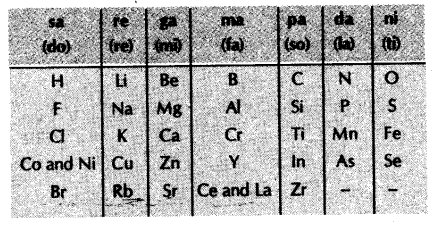 sa re ga ma pa da ni
(do) (re) (mi) (fa) (so) (la) (ti)
H Li Be B C N O
F Na Mg Al Si P S
Cl K Ca Cr Ti Mn Fe
Co and Ni Cu Zn Y In As Se
Br Rb Sr Ce and La Zr – –